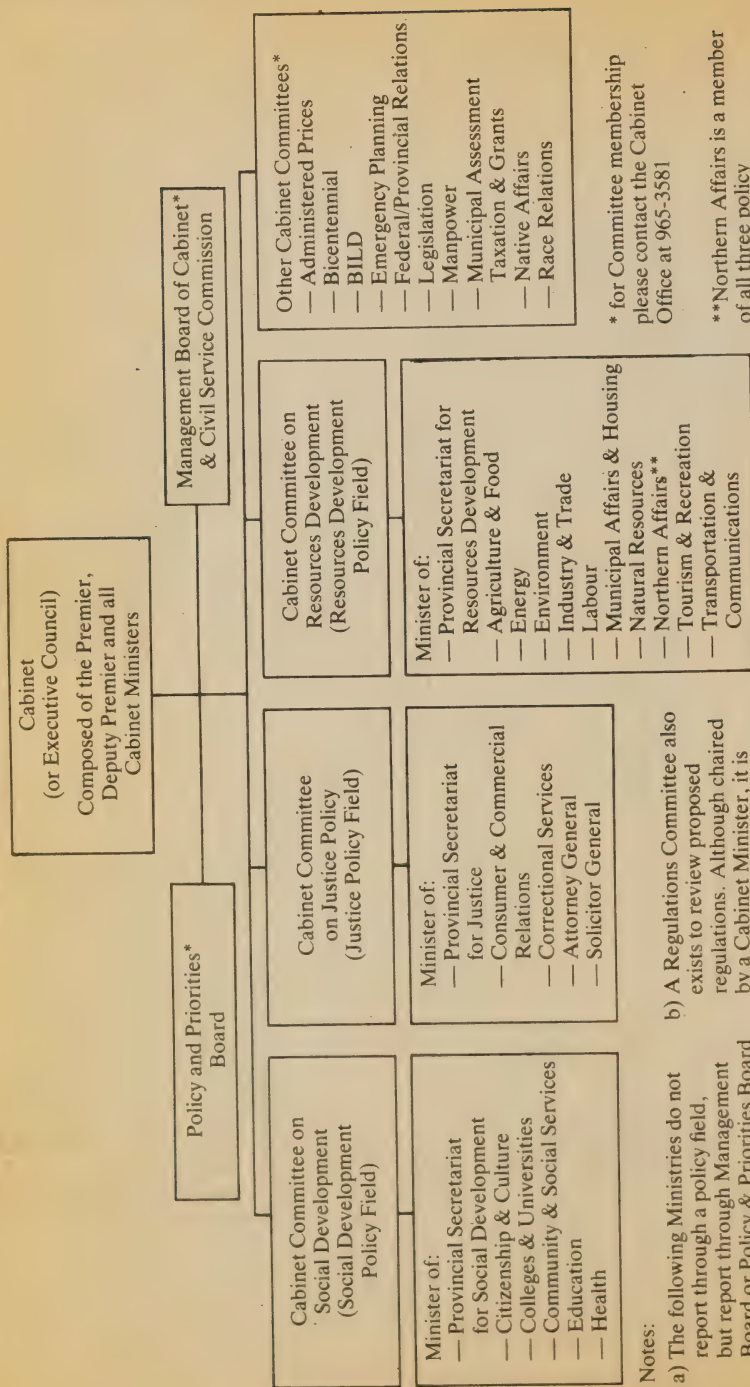 Cabinet
(or Executive Council)
Composed of the Premier,
Deputy Premier and all
Cabinet Ministers
Policy and Priorities*
Board
Management Board of Cabinet*
& Civil Service Commission
Cabinet Committee on
Social Development
(Social Development
Policy Field)
Cabinet Committee
on Justice Policy
(Justice Policy Field)
Cabinet Committee on
Resources Development
(Resources Development
Policy Field)
Other Cabinet Committees*
— Administered Prices
— Bicentennial
— BILD
— Emergency Planning
— Federal/Provincial Relations
— Legislation
— Manpower
— Municipal Assessment
Taxation & Grants
— Native Affairs
— Race Relations
Minister of:
— Provincial Secretariat
for Social Development
— Citizenship & Culture
— Colleges & Universities
— Community & Social Services
— Education
— Health
Minister of:
— Provincial Secretariat
for Justice
— Consumer & Commercial
Relations
— Correctional Services
— Attorney General
— Solicitor General
Minister of:
— Provincial Secretariat for
Resources Development
— Agriculture & Food
— Energy
— Environment
— Industry & Trade
— Labour
— Municipal Affairs & Housing
— Natural Resources
— Northern Affairs**
— Tourism & Recreation
— Transportation &
Communications
* for Committee membership
please contact the Cabinet
Office at 965-3581
**Northern Affairs is a member
of all three policy
Notes:
a) The following Ministries do not
report through a policy field,
but report through Management
Board or Policy & Priorities Board
b) A Regulations Committee also
exists to review proposed
regulations. Although chaired
by a Cabinet Minister, it is